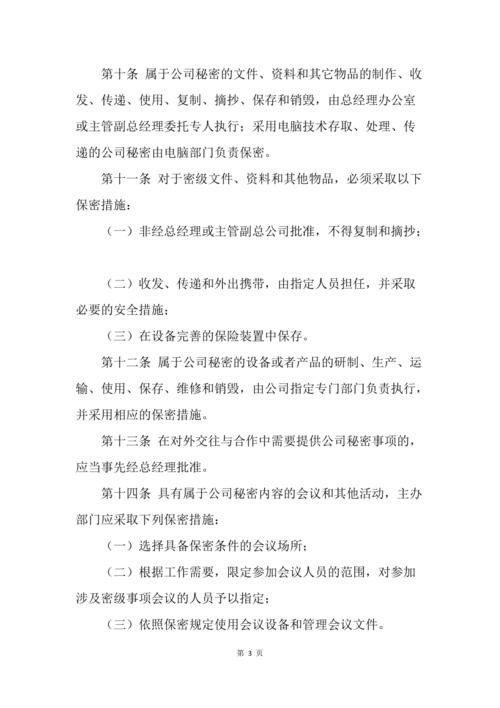 第十条 属于公司秘密的文件、资料和其它物品的制作、收
发、传递、使用、复制、摘抄、保存和销毁，由总经理办公室
或主管副总经理委托专人执行；采用电脑技术存取、处理、传
递的公司秘密由电脑部门负责保密。
第十一条 对于密级文件、资料和其他物品，必须采取以下
保密措施：
（一）非经总经理或主管副总公司批准，不得复制和摘抄；
（二）收发、传递和外出携带，由指定人员担任，并采取
必要的安全措施；
（三）在设备完善的保险装置中保存。
第十二条 属于公司秘密的设备或者产品的研制、生产、运
输、使用、保存、维修和销毁，由公司指定专门部门负责执行，
并采用相应的保密措施。
第十三条 在对外交往与合作中需要提供公司秘密事项的，
应当事先经总经理批准。
第十四条 具有属于公司秘密内容的会议和其他活动，主办
部门应采取下列保密措施：
（一）选择具备保密条件的会议场所；
（二）根据工作需要，限定参加会议人员的范围，对参加
涉及密级事项会议的人员予以指定；
（三）依照保密规定使用会议设备和管理会议文件。
第 3 页